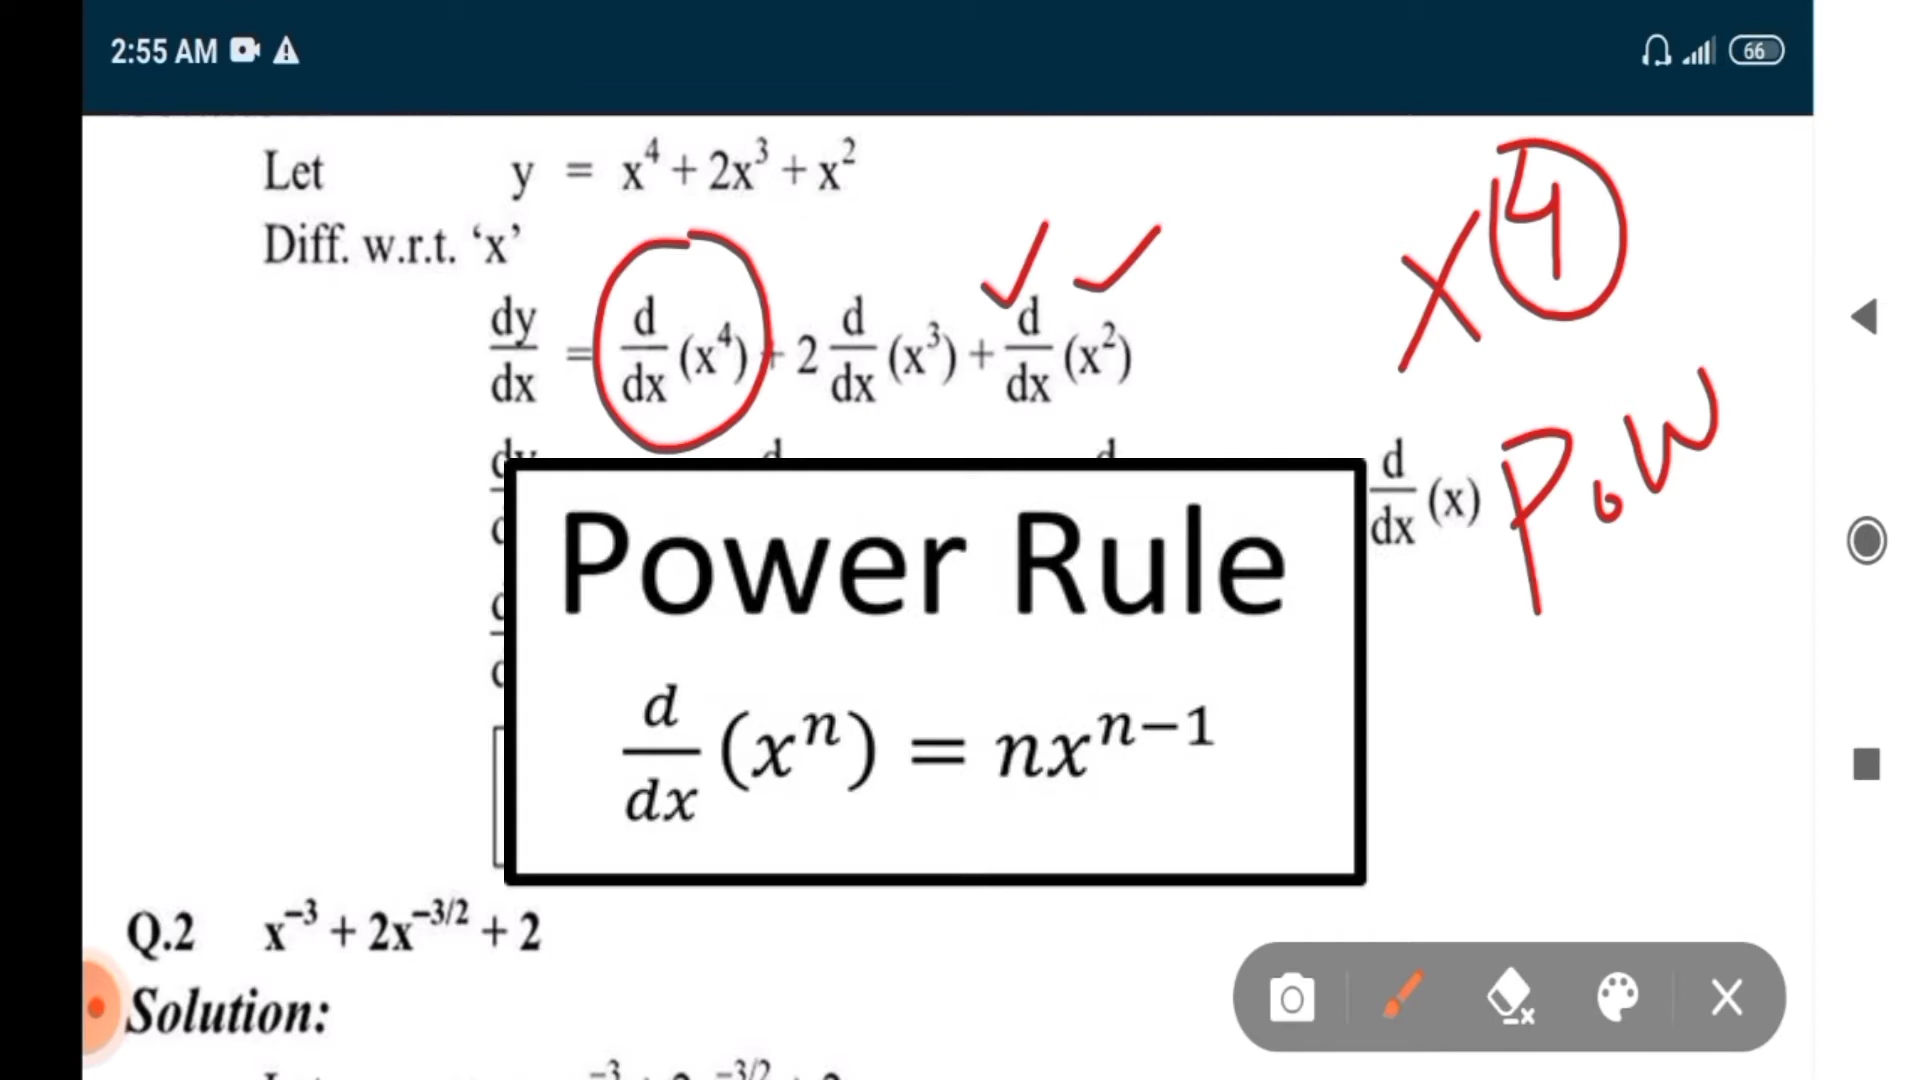 2:55 AM
66
Let y = x⁴ + 2x³ + x²
Diff. w.r.t. ‘x’
dy/dx = d/dx (x⁴) + 2 d/dx (x³) + d/dx (x²)
x⁴
Pow
d/dx (x)
Power Rule
d/dx (xⁿ) = nxⁿ⁻¹
Q.2 x⁻³ + 2x⁻³/² + 2
Solution: